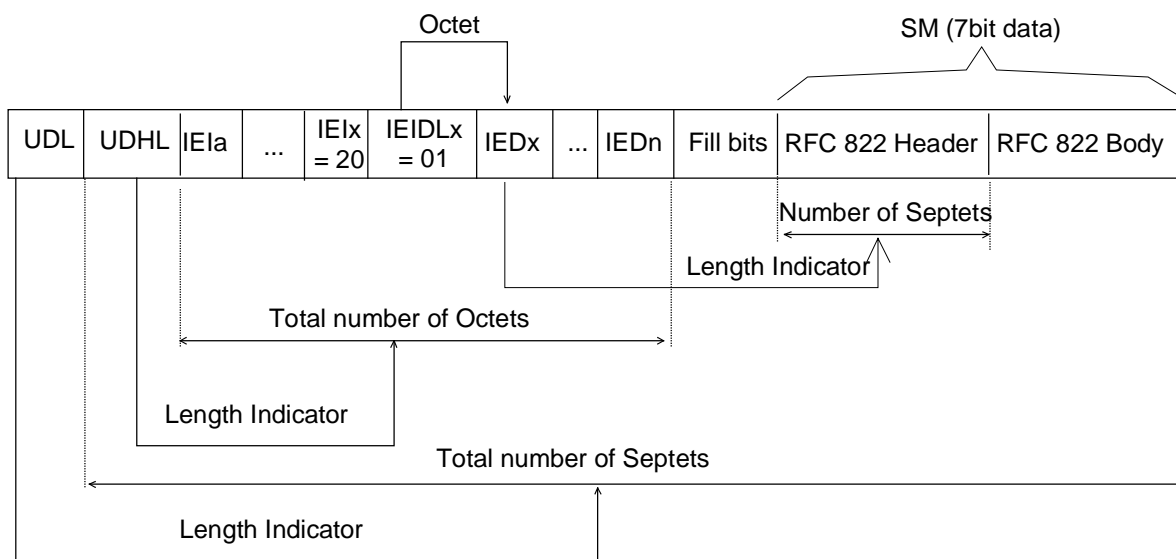 Octet
SM (7bit data)
UDL UDHL IEIa ... IEIx = 20 IEIDLx = 01 IEDx ... IEDn Fill bits RFC 822 Header RFC 822 Body
Number of Septets
Length Indicator
Total number of Octets
Length Indicator
Total number of Septets
Length Indicator